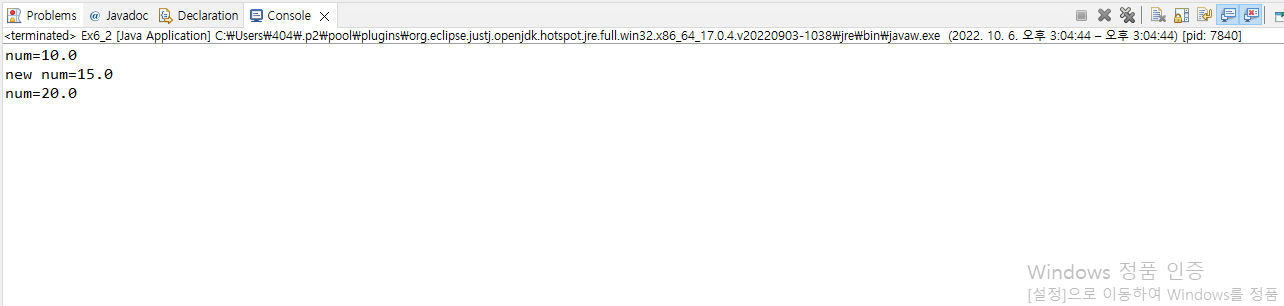 Problems @ Javadoc Declaration Console
<terminated> Ex6_2 [Java Application] C:₩Users₩404₩.p2₩pool₩plugins₩org.eclipse.justj.openjdk.hotspot.jre.full.win32.x86_64_17.0.4.v20220903-1038₩jre₩bin₩javaw.exe (2022. 10. 6. 오후 3:04:44 – 오후 3:04:44) [pid: 7840]
num=10.0
new num=15.0
num=20.0
Windows 정품 인증
[설정]으로 이동하여 Windows를 정품